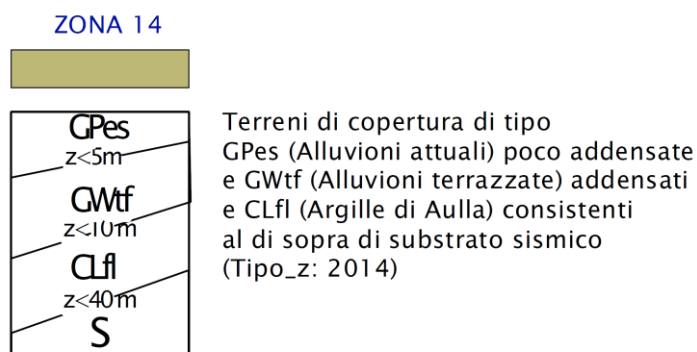 ZONA 14
GPes
z<5m
GWtf
z<10m
CLfl
z<40m
S
Terreni di copertura di tipo
GPes (Alluvioni attuali) poco addensate
e GWtf (Alluvioni terrazzate) addensati
e CLfl (Argille di Aulla) consistenti
al di sopra di substrato sismico
(Tipo_z: 2014)